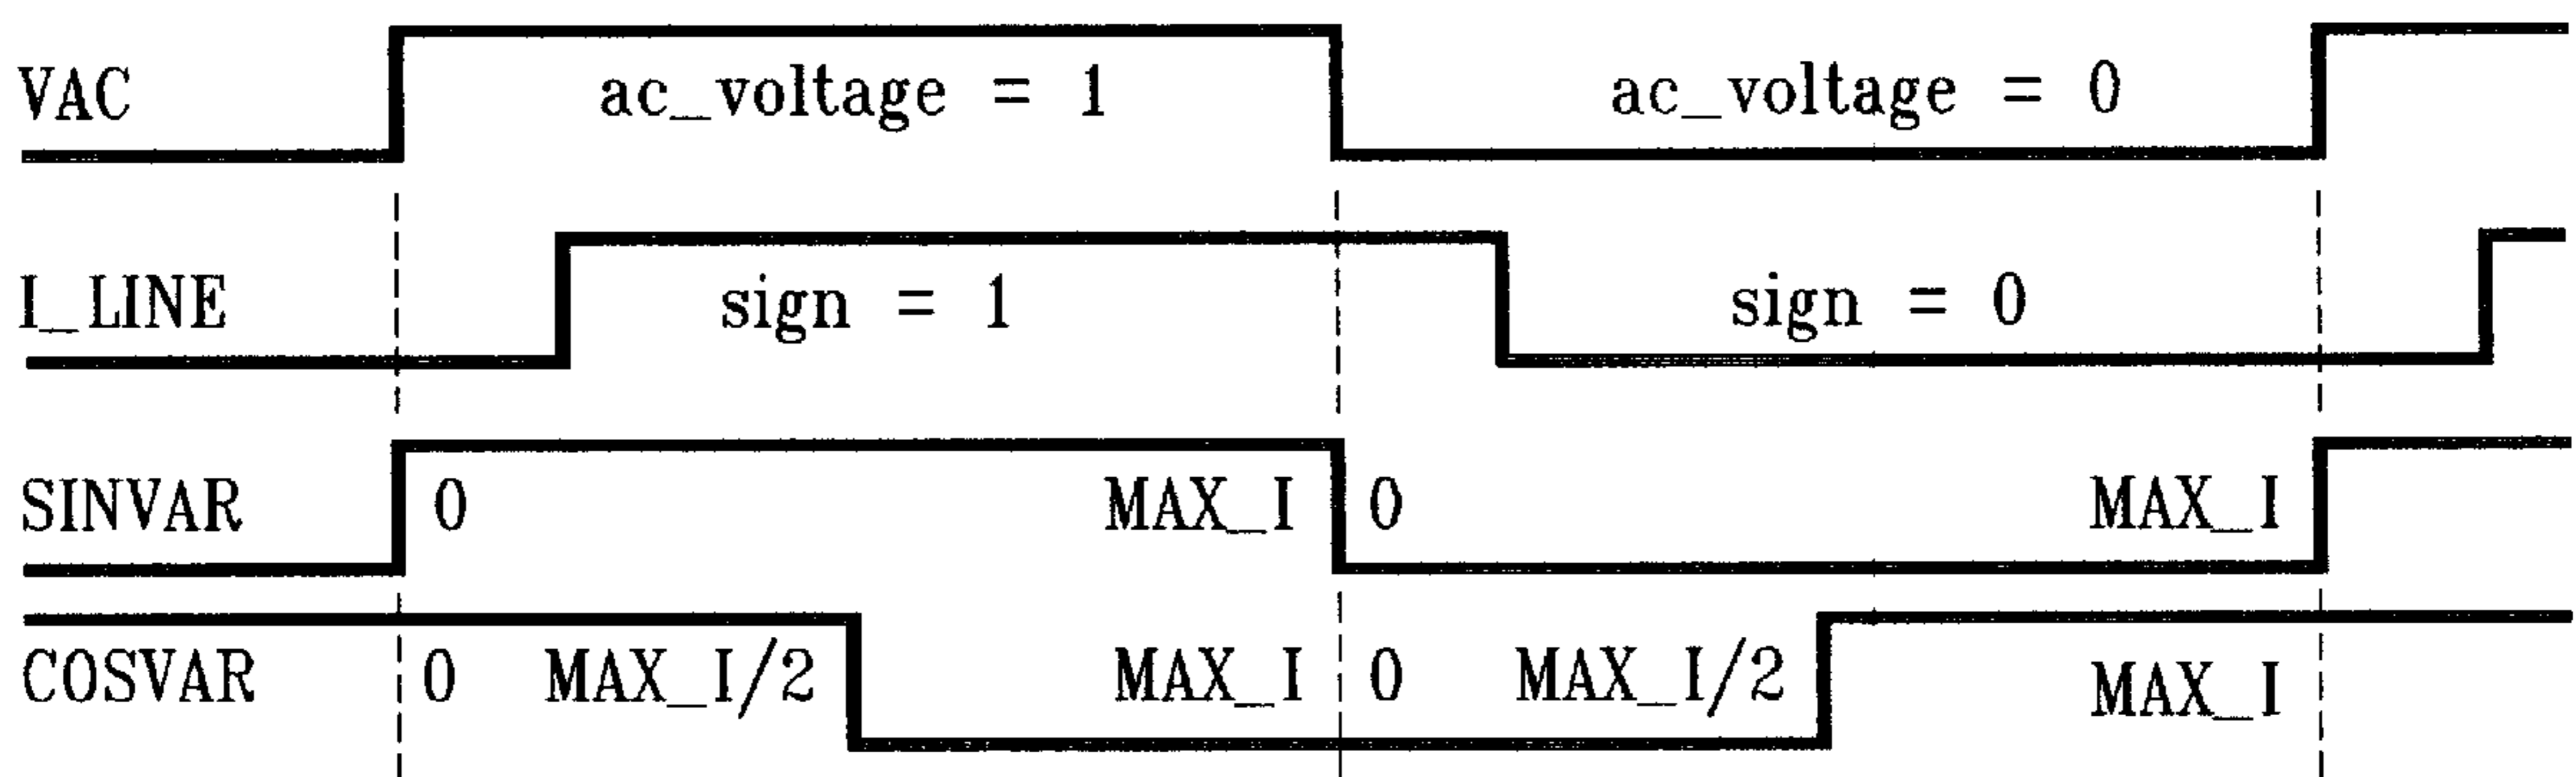 VAC ac_voltage = 1 ac_voltage = 0
I_LINE sign = 1 sign = 0
SINVAR 0 MAX_I 0 MAX_I
COSVAR 0 MAX_I/2 MAX_I 0 MAX_I/2 MAX_I